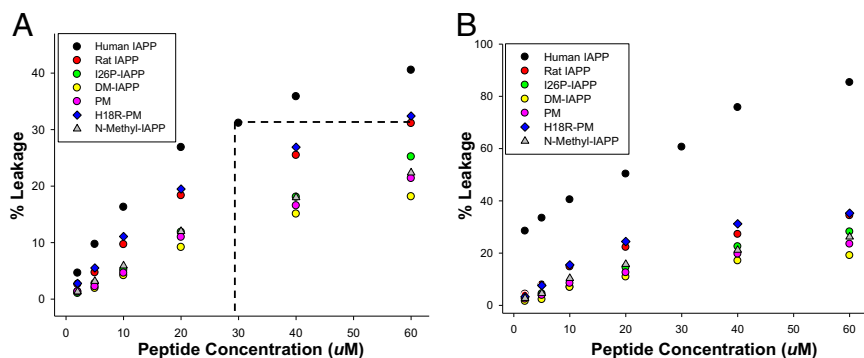 A
% Leakage
40
30
20
10
0
Human IAPP
Rat IAPP
I26P-IAPP
DM-IAPP
PM
H18R-PM
N-Methyl-IAPP
0 10 20 30 40 50 60
Peptide Concentration (uM)
B
% Leakage
100
80
60
40
20
0
Human IAPP
Rat IAPP
I26P-IAPP
DM-IAPP
PM
H18R-PM
N-Methyl-IAPP
0 10 20 30 40 50 60
Peptide Concentration (uM)